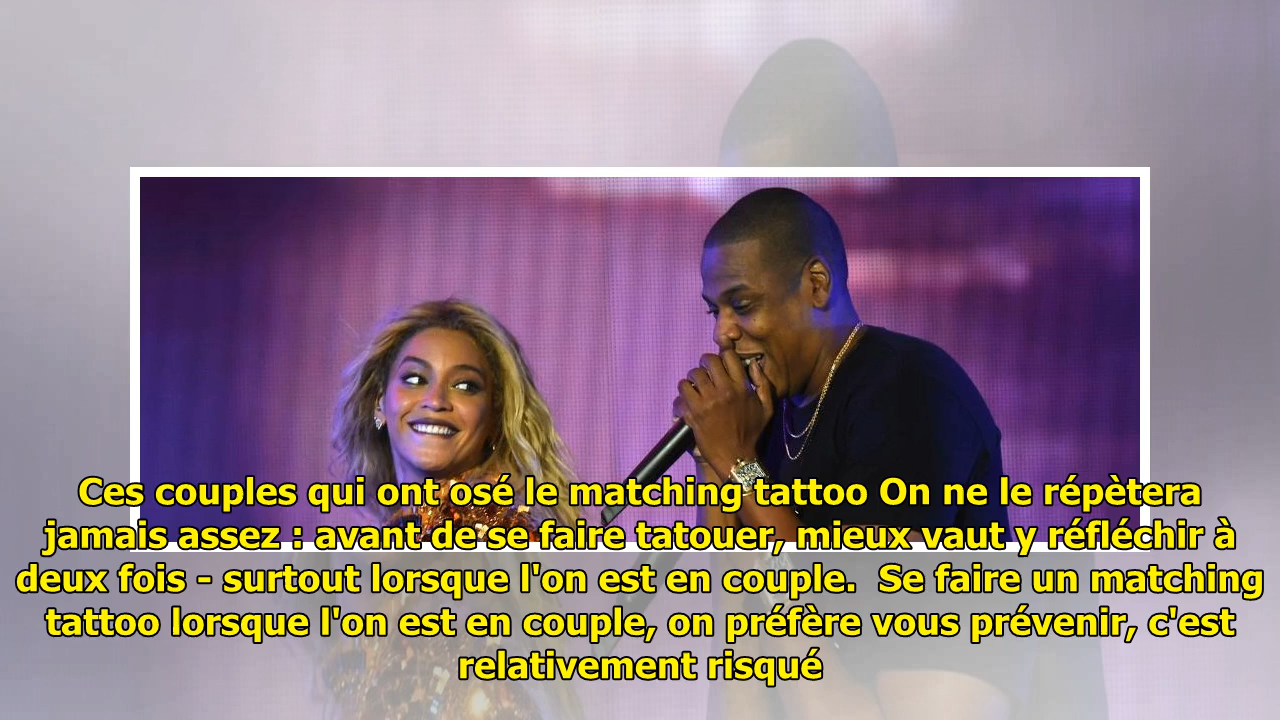 Ces couples qui ont osé le matching tattoo On ne le répètera
jamais assez : avant de se faire tatouer, mieux vaut y réfléchir à
deux fois - surtout lorsque l'on est en couple.  Se faire un matching
tattoo lorsque l'on est en couple, on préfère vous prévenir, c'est
relativement risqué